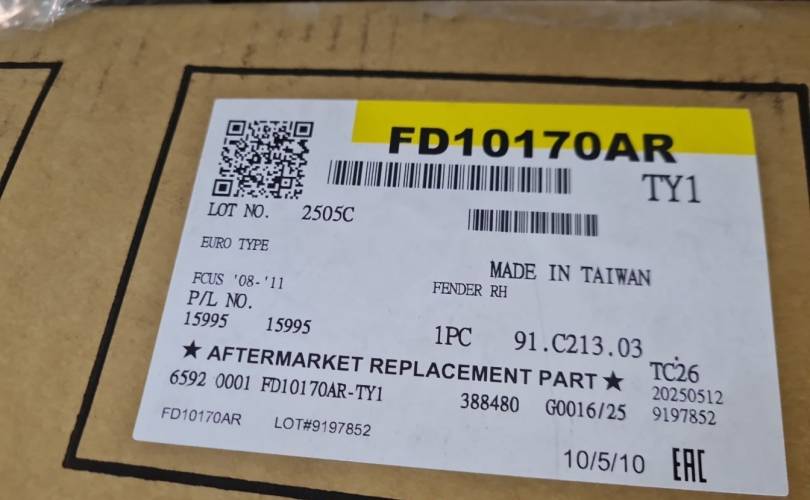 FD10170AR
TY1
LOT NO. 2505C
EURO TYPE
MADE IN TAIWAN
FCUS '08-'11
FENDER RH
P/L NO.
15995 15995
1PC 91.C213.03
★ AFTERMARKET REPLACEMENT PART ★
TC26
6592 0001 FD10170AR-TY1
388480 G0016/25
20250512
9197852
FD10170AR LOT#9197852
10/5/10 EAC